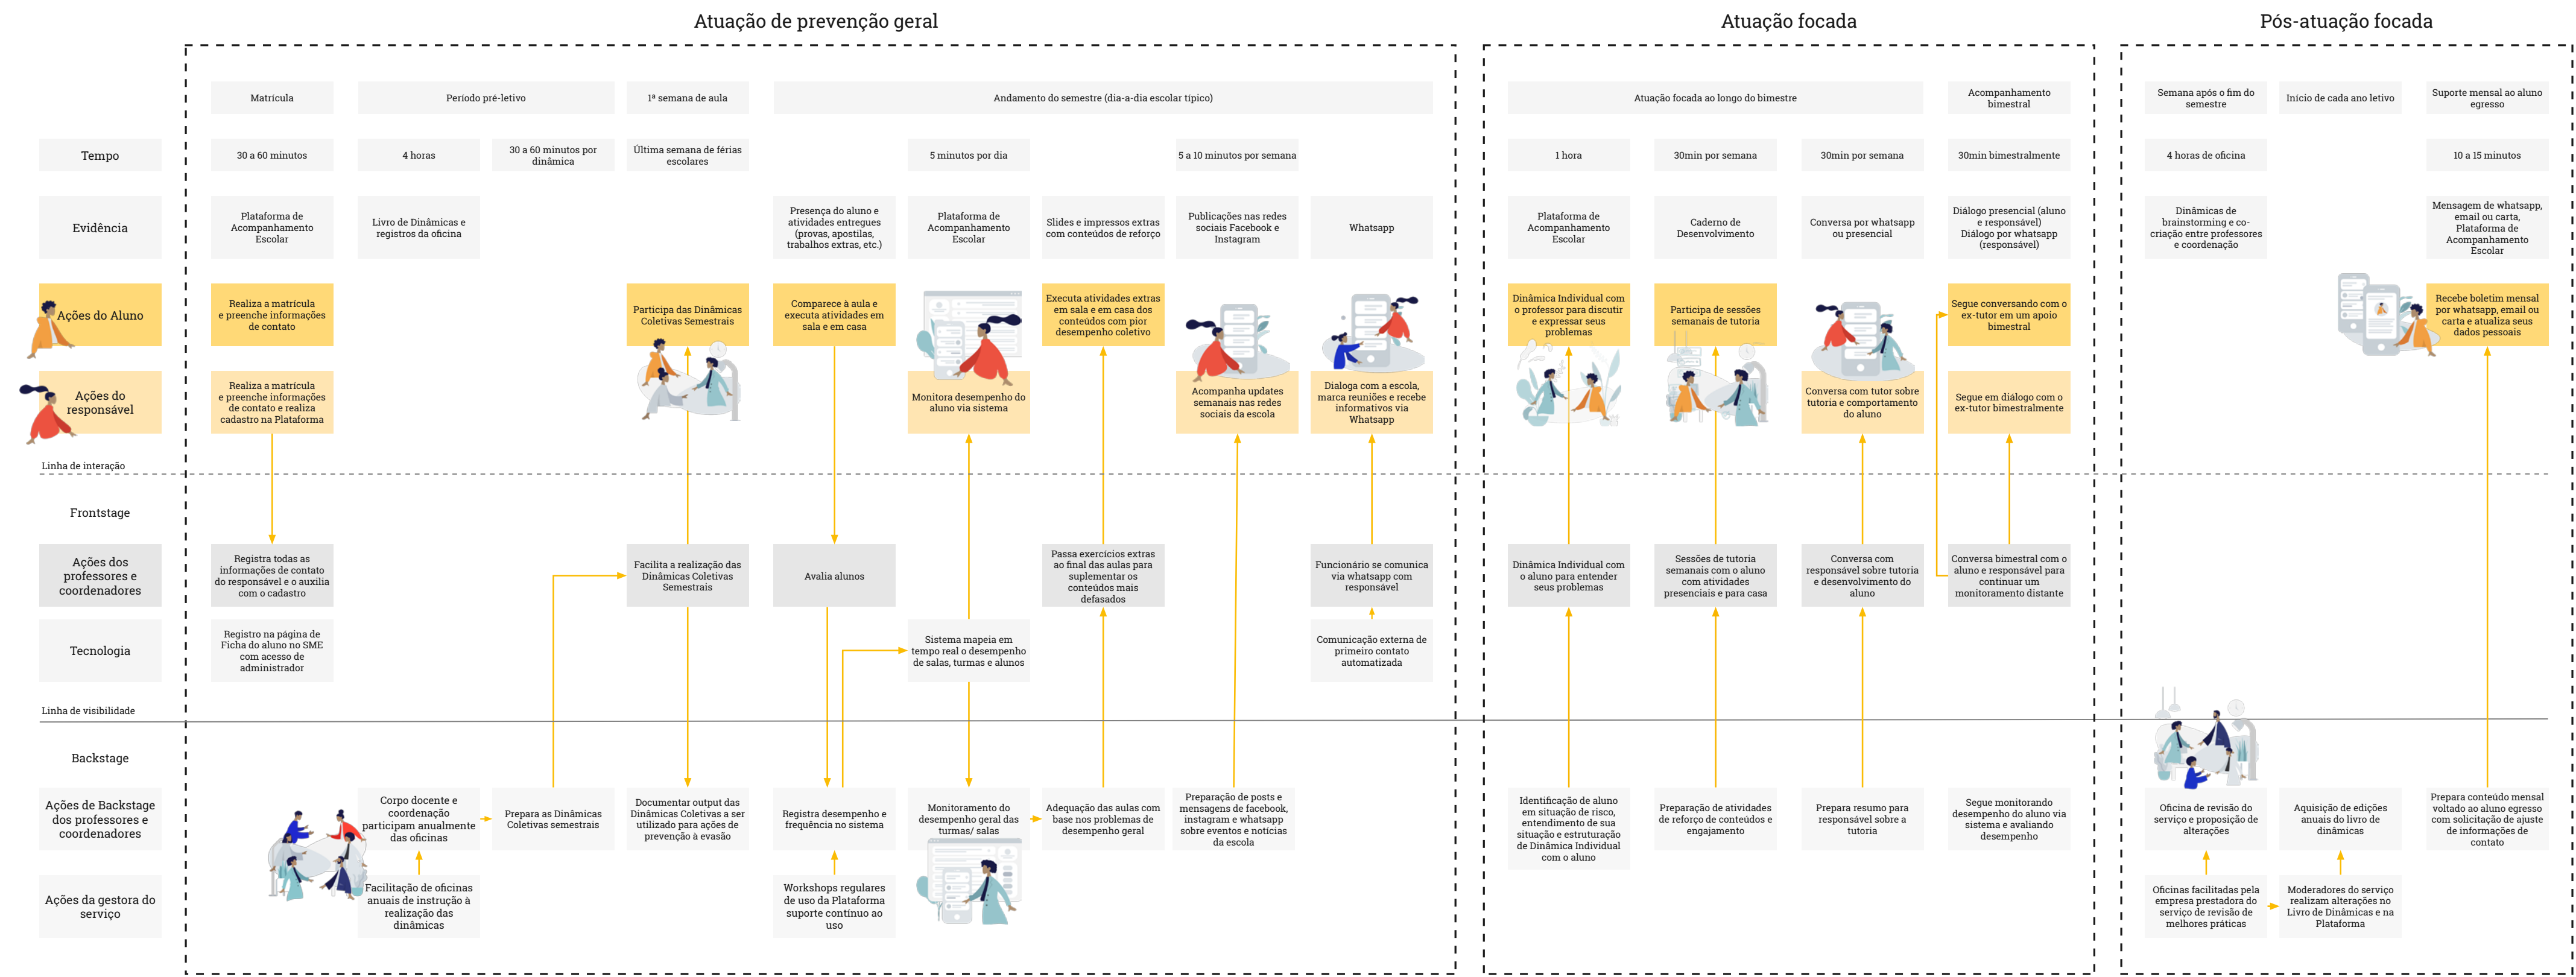 Atuação de prevenção geral
Atuação focada
Pós-atuação focada
Matrícula
Período pré-letivo
1ª semana de aula
Andamento do semestre (dia-a-dia escolar típico)
Atuação focada ao longo do bimestre
Acompanhamento
bimestral
Semana após o fim do
semestre
Início de cada ano letivo
Suporte mensal ao aluno
egresso
Tempo
30 a 60 minutos
4 horas
30 a 60 minutos por
dinâmica
Última semana de férias
escolares
5 minutos por dia
5 a 10 minutos por semana
1 hora
30min por semana
30min por semana
30min bimestralmente
4 horas de oficina
10 a 15 minutos
Evidência
Plataforma de
Acompanhamento
Escolar
Livro de Dinâmicas e
registros da oficina
Presença do aluno e
atividades entregues
(provas, apostilas,
trabalhos extras, etc.)
Plataforma de
Acompanhamento
Escolar
Slides e impressos extras
com conteúdos de reforço
Publicações nas redes
sociais Facebook e
Instagram
Whatsapp
Plataforma de
Acompanhamento
Escolar
Caderno de
Desenvolvimento
Conversa por whatsapp
ou presencial
Diálogo presencial (aluno
e responsável)
Diálogo por whatsapp
(responsável)
Dinâmicas de
brainstorming e co-
criação entre professores
e coordenação
Mensagem de whatsapp,
email ou carta,
Plataforma de
Acompanhamento
Escolar
Ações do Aluno
Realiza a matrícula
e preenche informações
de contato
Participa das Dinâmicas
Coletivas Semestrais
Comparece à aula e
executa atividades em
sala e em casa
Executa atividades extras
em sala e em casa dos
conteúdos com pior
desempenho coletivo
Dinâmica Individual com
o professor para discutir
e expressar seus
problemas
Participa de sessões
semanais de tutoria
Segue conversando com o
ex-tutor em um apoio
bimestral
Recebe boletim mensal
por whatsapp, email ou
carta e atualiza seus
dados pessoais
Ações do
responsável
Realiza a matrícula
e preenche informações
de contato e realiza
cadastro na Plataforma
Monitora desempenho do
aluno via sistema
Acompanha updates
semanais nas redes
sociais da escola
Dialoga com a escola,
marca reuniões e recebe
informativos via
Whatsapp
Conversa com tutor sobre
tutoria e comportamento
do aluno
Segue em diálogo com o
ex-tutor bimestralmente
Linha de interação
Frontstage
Ações dos
professores e
coordenadores
Registra todas as
informações de contato
do responsável e o auxilia
com o cadastro
Facilita a realização das
Dinâmicas Coletivas
Semestrais
Avalia alunos
Passa exercícios extras
ao final das aulas para
suplementar os
conteúdos mais
defasados
Funcionário se comunica
via whatsapp com
responsável
Dinâmica Individual com
o aluno para entender
seus problemas
Sessões de tutoria
semanais com o aluno
com atividades
presenciais e para casa
Conversa com
responsável sobre tutoria
e desenvolvimento do
aluno
Conversa bimestral com o
aluno e responsável para
continuar um
monitoramento distante
Tecnologia
Registro na página de
Ficha do aluno no SME
com acesso de
administrador
Sistema mapeia em
tempo real o desempenho
de salas, turmas e alunos
Comunicação externa de
primeiro contato
automatizada
Linha de visibilidade
Backstage
Ações de Backstage
dos professores e
coordenadores
Corpo docente e
coordenação
participam anualmente
das oficinas
Prepara as Dinâmicas
Coletivas semestrais
Documentar output das
Dinâmicas Coletivas a ser
utilizado para ações de
prevenção à evasão
Registra desempenho e
frequência no sistema
Monitoramento do
desempenho geral das
turmas/ salas
Adequação das aulas com
base nos problemas de
desempenho geral
Preparação de posts e
mensagens de facebook,
instagram e whatsapp
sobre eventos e notícias
da escola
Identificação de aluno
em situação de risco,
entendimento de sua
situação e estruturação
de Dinâmica Individual
com o aluno
Preparação de atividades
de reforço de conteúdos e
engajamento
Prepara resumo para
responsável sobre a
tutoria
Segue monitorando
desempenho do aluno via
sistema e avaliando
desempenho
Oficina de revisão do
serviço e proposição de
alterações
Aquisição de edições
anuais do livro de
dinâmicas
Prepara conteúdo mensal
voltado ao aluno egresso
com solicitação de ajuste
de informações de
contato
Ações da gestora do
serviço
Facilitação de oficinas
anuais de instrução à
realização das
dinâmicas
Workshops regulares
de uso da Plataforma
suporte contínuo ao
uso
Oficinas facilitadas pela
empresa prestadora do
serviço de revisão de
melhores práticas
Moderadores do serviço
realizam alterações no
Livro de Dinâmicas e na
Plataforma